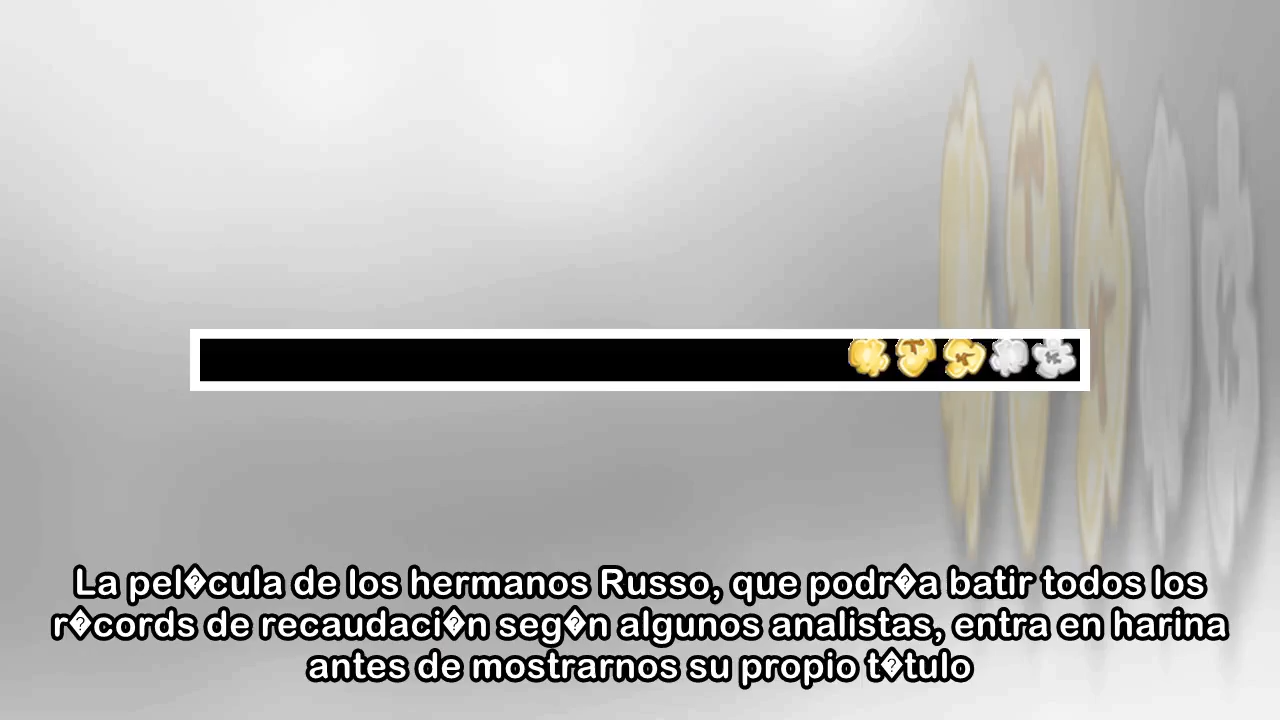 La pel�cula de los hermanos Russo, que podr�a batir todos los
r�cords de recaudaci�n seg�n algunos analistas, entra en harina
antes de mostrarnos su propio t�tulo